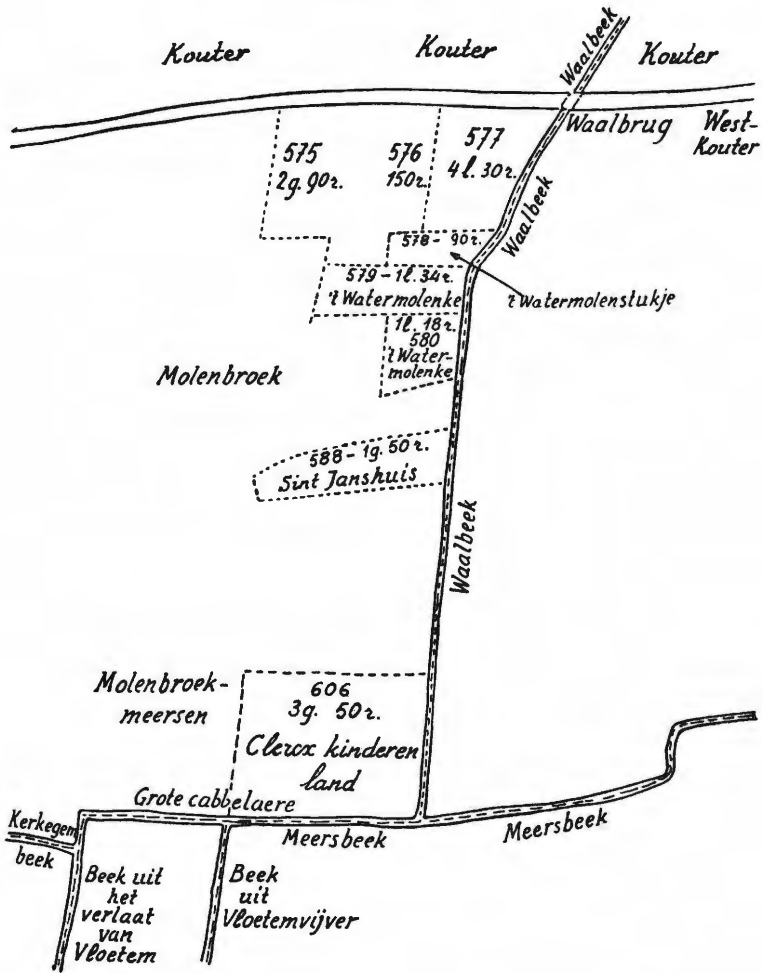 Kouter
Kouter
Waalbeek
Kouter
Waalbrug
West-
Kouter
575
2g. 90r.
576
150r.
577
4l. 30r.
Waalbeek
578 - 90r.
579 - 1l. 34r.
't Watermolenke
't Watermolenstukje
1l. 18r.
580
't Water-
molenke
Molenbroek
588 - 1g. 50r.
Sint Janshuis
Waalbeek
Molenbroek-
meersen
606
3g. 50r.
Clercx kinderen
land
Grote cabbelaere
Meersbeek
Meersbeek
Kerkegem
beek
Beek uit
het
verlaat
van
Vloetem
Beek
uit
Vloetemvijver